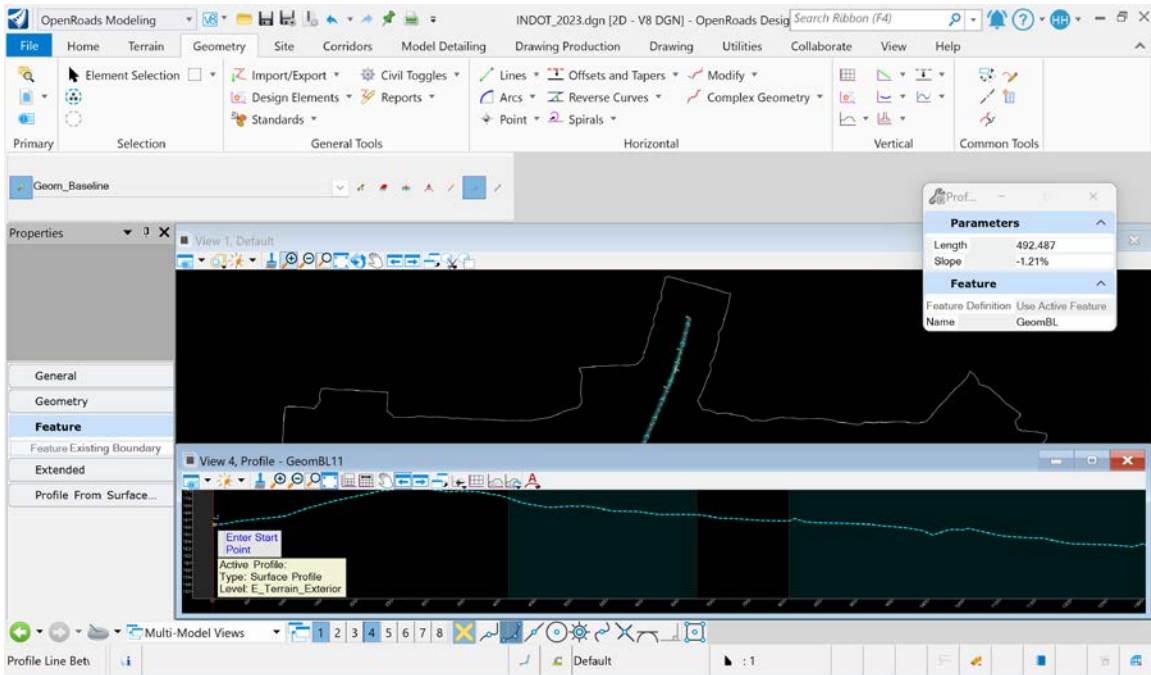 OpenRoads Modeling
INDOT_2023.dgn [2D - V8 DGN] - OpenRoads Desig
Search Ribbon (F4)
HH
File Home Terrain Geometry Site Corridors Model Detailing Drawing Production Drawing Utilities Collaborate View Help
Element Selection Import/Export Civil Toggles Lines Offsets and Tapers Modify
Design Elements Reports Arcs Reverse Curves Complex Geometry
Standards Point Spirals
Primary Selection General Tools Horizontal Vertical Common Tools
Geom_Baseline
Prof...
Parameters
Length 492.487
Slope -1.21%
Feature
Feature Definition Use Active Feature
Name GeomBL
Properties
View 1, Default
General
Geometry
Feature
Feature Existing Boundary
Extended
Profile From Surface...
View 4, Profile - GeomBL11
Enter Start
Point
Active Profile:
Type: Surface Profile
Level: E_Terrain_Exterior
Multi-Model Views 1 2 3 4 5 6 7 8
Profile Line Betv Default : 1